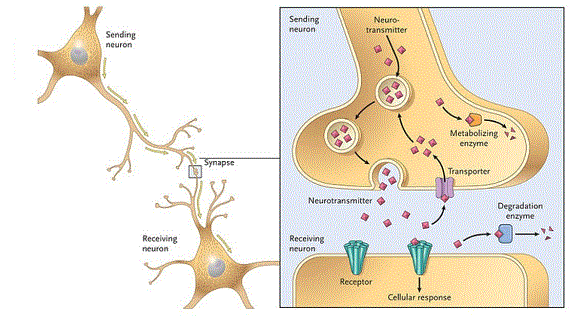 Sending
neuron
Synapse
Receiving
neuron
Sending
neuron
Neuro-
transmitter
Metabolizing
enzyme
Transporter
Neurotransmitter
Degradation
enzyme
Receiving
neuron
Receptor
Cellular response